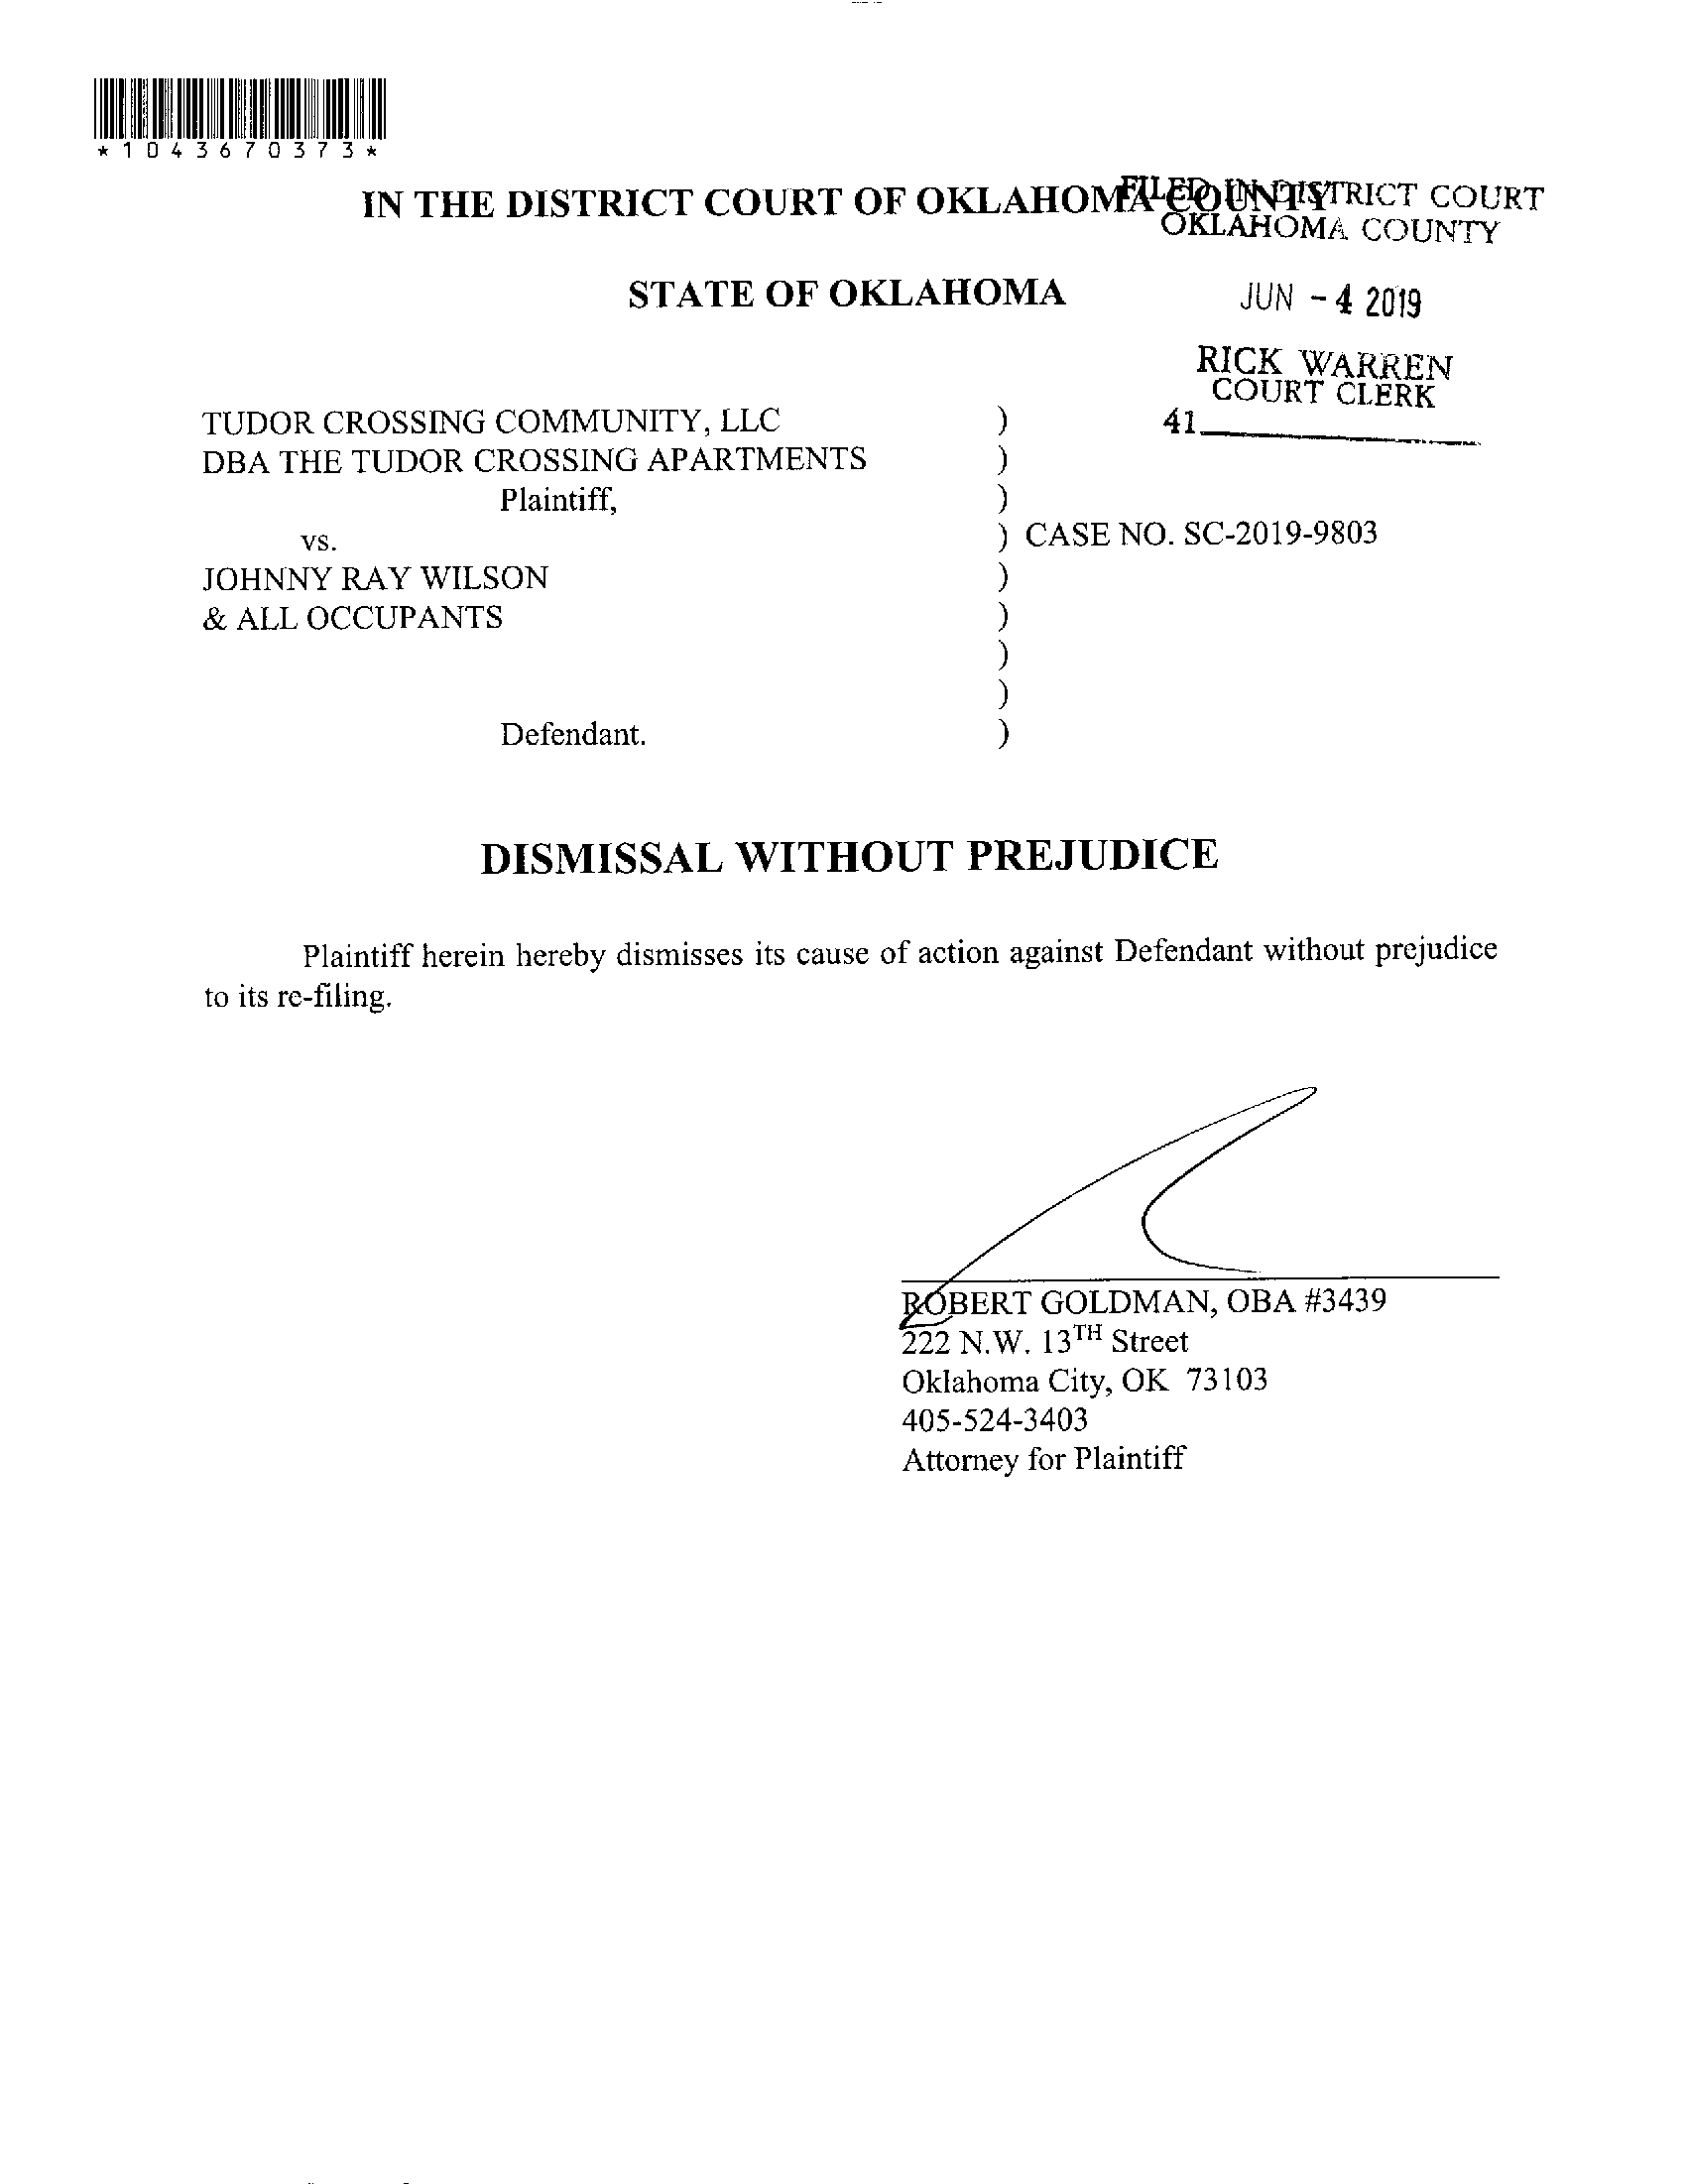 *1043670373*
IN THE DISTRICT COURT OF OKLAHOMA COUNTY
FILED IN DISTRICT COURT
OKLAHOMA COUNTY
STATE OF OKLAHOMA
JUN -4 2019
RICK WARREN
COURT CLERK
41
TUDOR CROSSING COMMUNITY, LLC )
DBA THE TUDOR CROSSING APARTMENTS )
Plaintiff, )
vs. ) CASE NO. SC-2019-9803
JOHNNY RAY WILSON )
& ALL OCCUPANTS )
)
)
Defendant. )
DISMISSAL WITHOUT PREJUDICE
Plaintiff herein hereby dismisses its cause of action against Defendant without prejudice
to its re-filing.
ROBERT GOLDMAN, OBA #3439
222 N.W. 13TH Street
Oklahoma City, OK 73103
405-524-3403
Attorney for Plaintiff